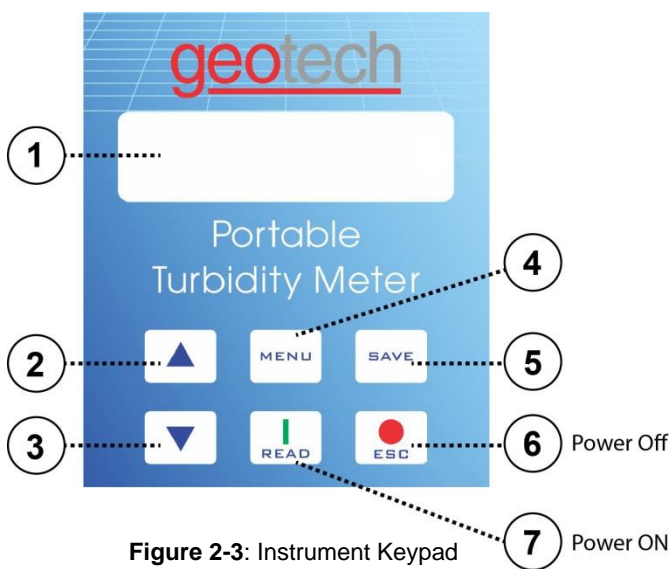 geotech
1
Portable
Turbidity Meter
4
2
MENU
SAVE
5
3
READ
ESC
6 Power Off
7 Power ON
Figure 2-3: Instrument Keypad